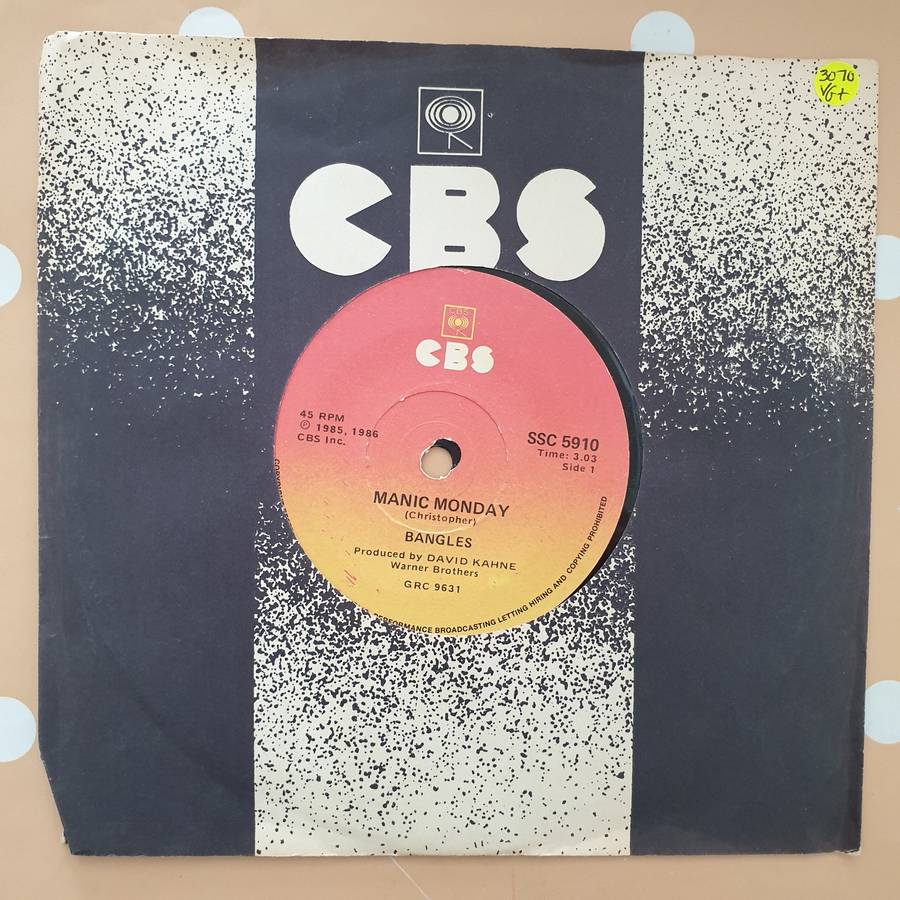 3070
VG+
CBS
CBS
CBS
45 RPM
℗ 1985, 1986
CBS Inc.
SSC 5910
Time: 3.03
Side 1
MANIC MONDAY
(Christopher)
BANGLES
Produced by DAVID KAHNE
Warner Brothers
GRC 9631
PERFORMANCE BROADCASTING LETTING HIRING AND COPYING PROHIBITED